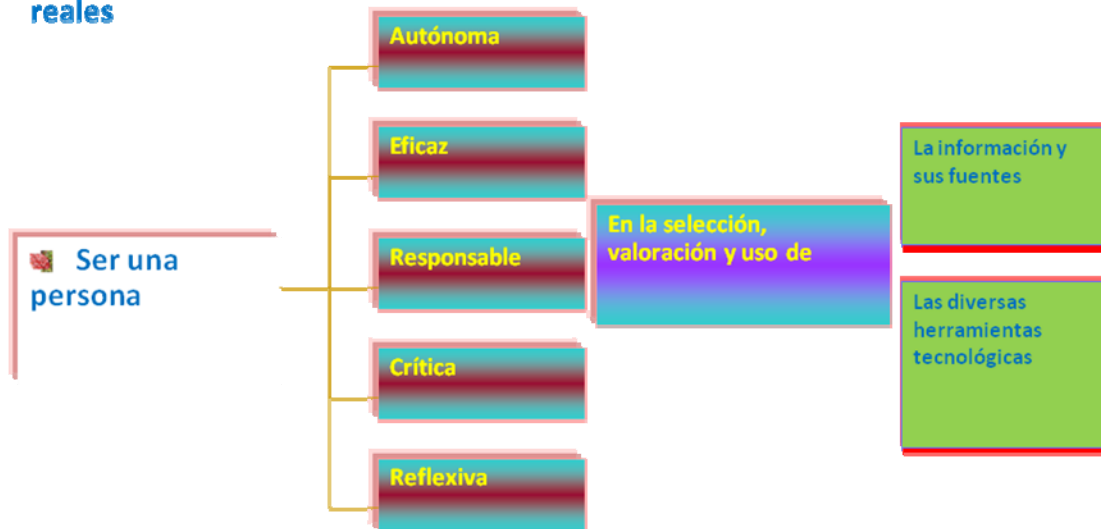 reales
Ser una
persona
Autónoma
Eficaz
Responsable
Crítica
Reflexiva
En la selección,
valoración y uso de
La información y
sus fuentes
Las diversas
herramientas
tecnológicas